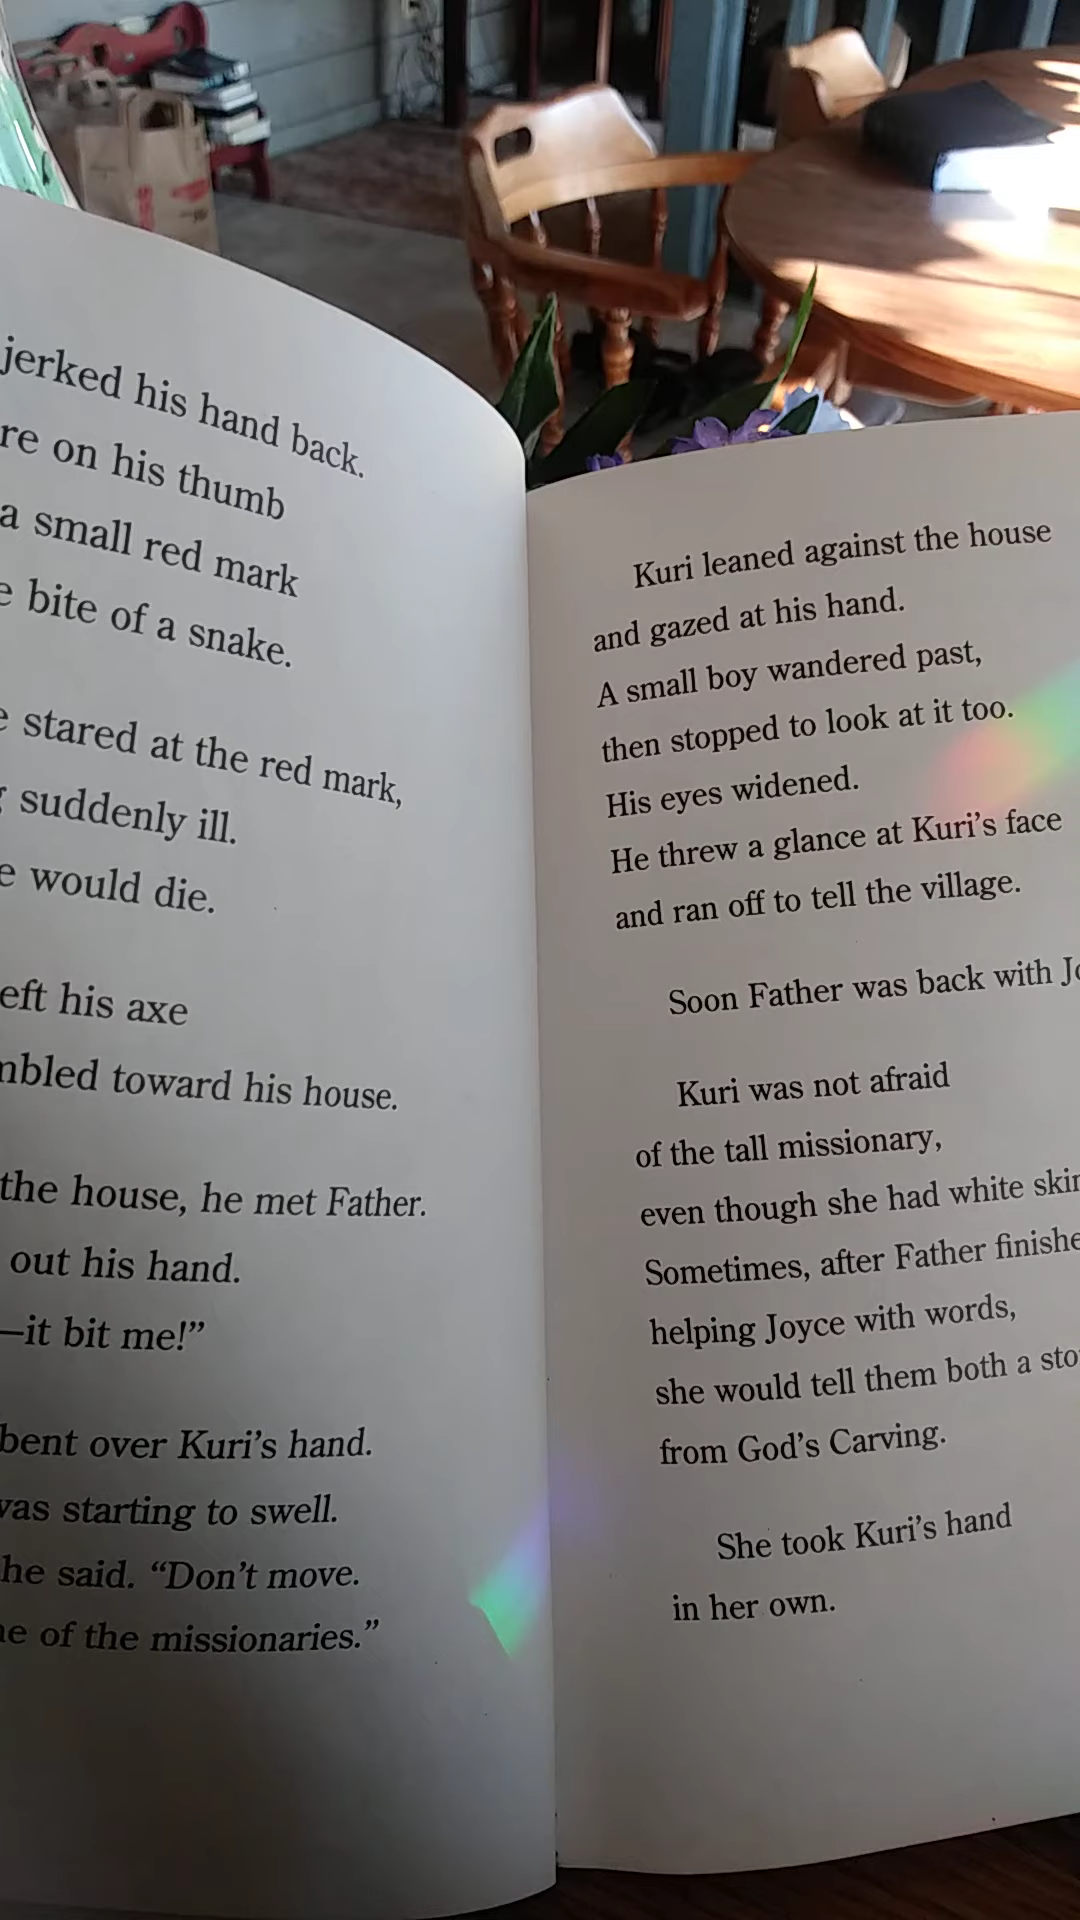 jerked his hand back.
on his thumb
a small red mark
bite of a snake.
stared at the red mark,
suddenly ill.
would die.
his axe
toward his house.
the house, he met Father.
out his hand.
—it bit me!”
bent over Kuri’s hand.
was starting to swell.
he said. “Don’t move.
of the missionaries.”
Kuri leaned against the house
and gazed at his hand.
A small boy wandered past,
then stopped to look at it too.
His eyes widened.
He threw a glance at Kuri’s face
and ran off to tell the village.
Soon Father was back with
Kuri was not afraid
of the tall missionary,
even though she had white
Sometimes, after Father
helping Joyce with words,
she would tell them both a
from God’s Carving.
She took Kuri’s hand
in her own.